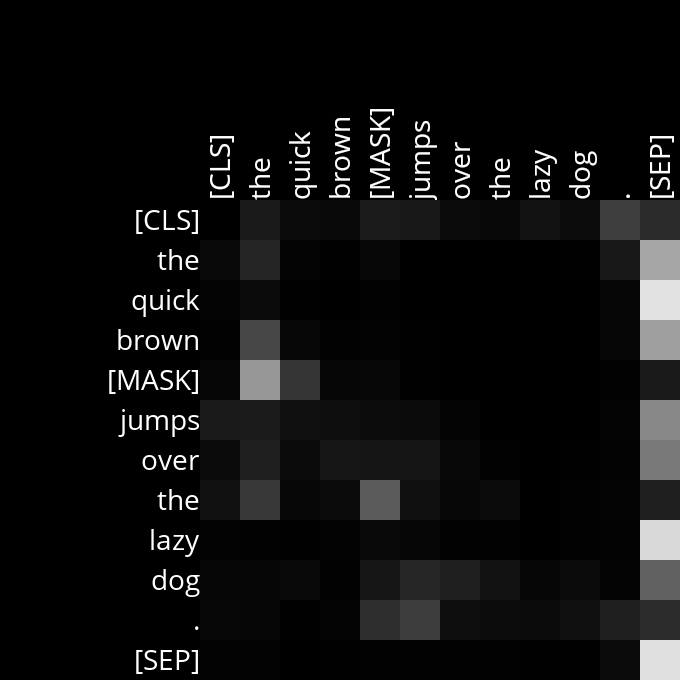 [CLS]
the
quick
brown
[MASK]
jumps
over
the
lazy
dog
.
[SEP]
[CLS]
the
quick
brown
[MASK]
jumps
over
the
lazy
dog
.
[SEP]